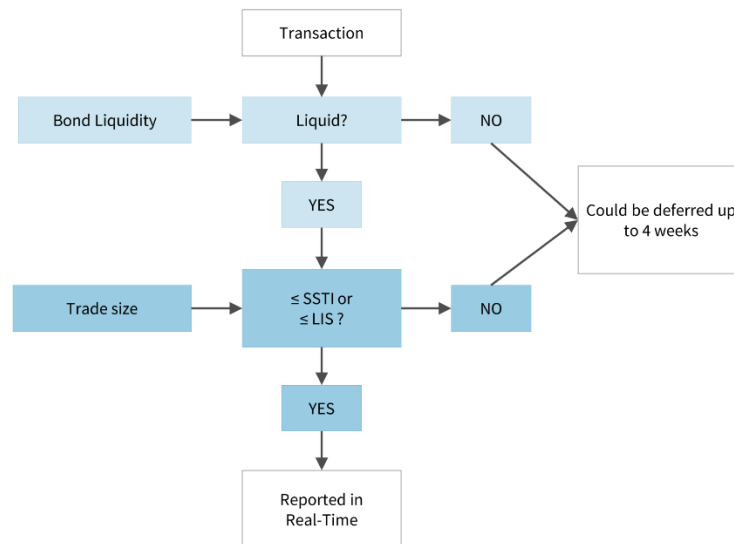 Transaction
Bond Liquidity
Liquid?
NO
YES
Could be deferred up
to 4 weeks
Trade size
≤ SSTI or
≤ LIS ?
NO
YES
Reported in
Real-Time